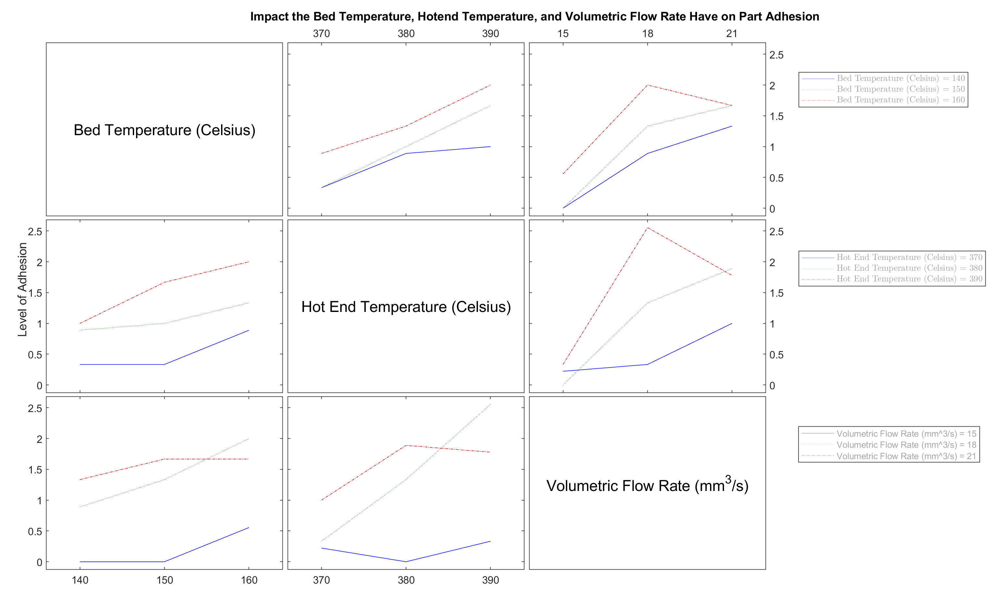 Impact the Bed Temperature, Hotend Temperature, and Volumetric Flow Rate Have on Part Adhesion
370 380 390 15 18 21
2.5
2
1.5
1
0.5
0
Bed Temperature (Celsius)
Bed Temperature (Celsius) = 140
Bed Temperature (Celsius) = 150
Bed Temperature (Celsius) = 160
Level of Adhesion
2.5
2
1.5
1
0.5
0
Hot End Temperature (Celsius)
2.5
2
1.5
1
0.5
0
Hot End Temperature (Celsius) = 370
Hot End Temperature (Celsius) = 380
Hot End Temperature (Celsius) = 390
2.5
2
1.5
1
0.5
0
Volumetric Flow Rate (mm³/s)
Volumetric Flow Rate (mm^3/s) = 15
Volumetric Flow Rate (mm^3/s) = 18
Volumetric Flow Rate (mm^3/s) = 21
140 150 160 370 380 390